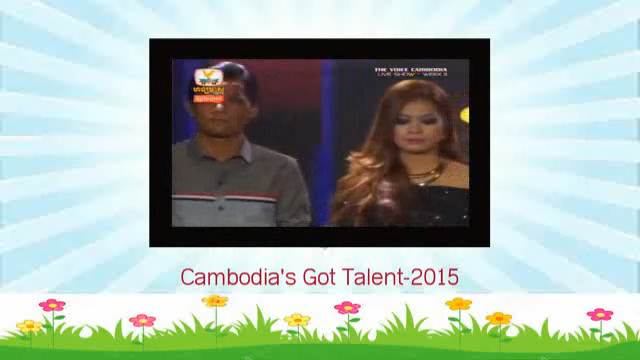 THE VOICE CAMBODIA
LIVE SHOW - WEEK 3
Cambodia's Got Talent-2015